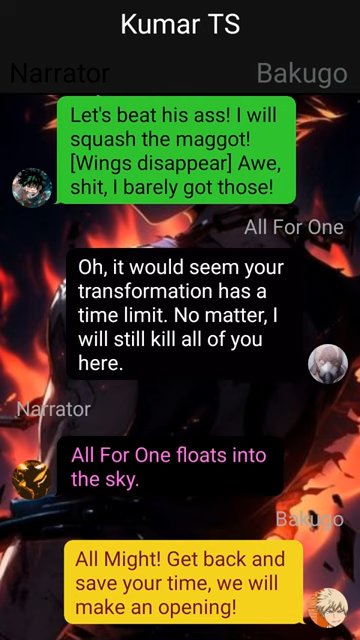 Kumar TS
Narrator
Bakugo
Let's beat his ass! I will
squash the maggot!
[Wings disappear] Awe,
shit, I barely got those!
All For One
Oh, it would seem your
transformation has a
time limit. No matter, I
will still kill all of you
here.
Narrator
All For One floats into
the sky.
Bakugo
All Might! Get back and
save your time, we will
make an opening!